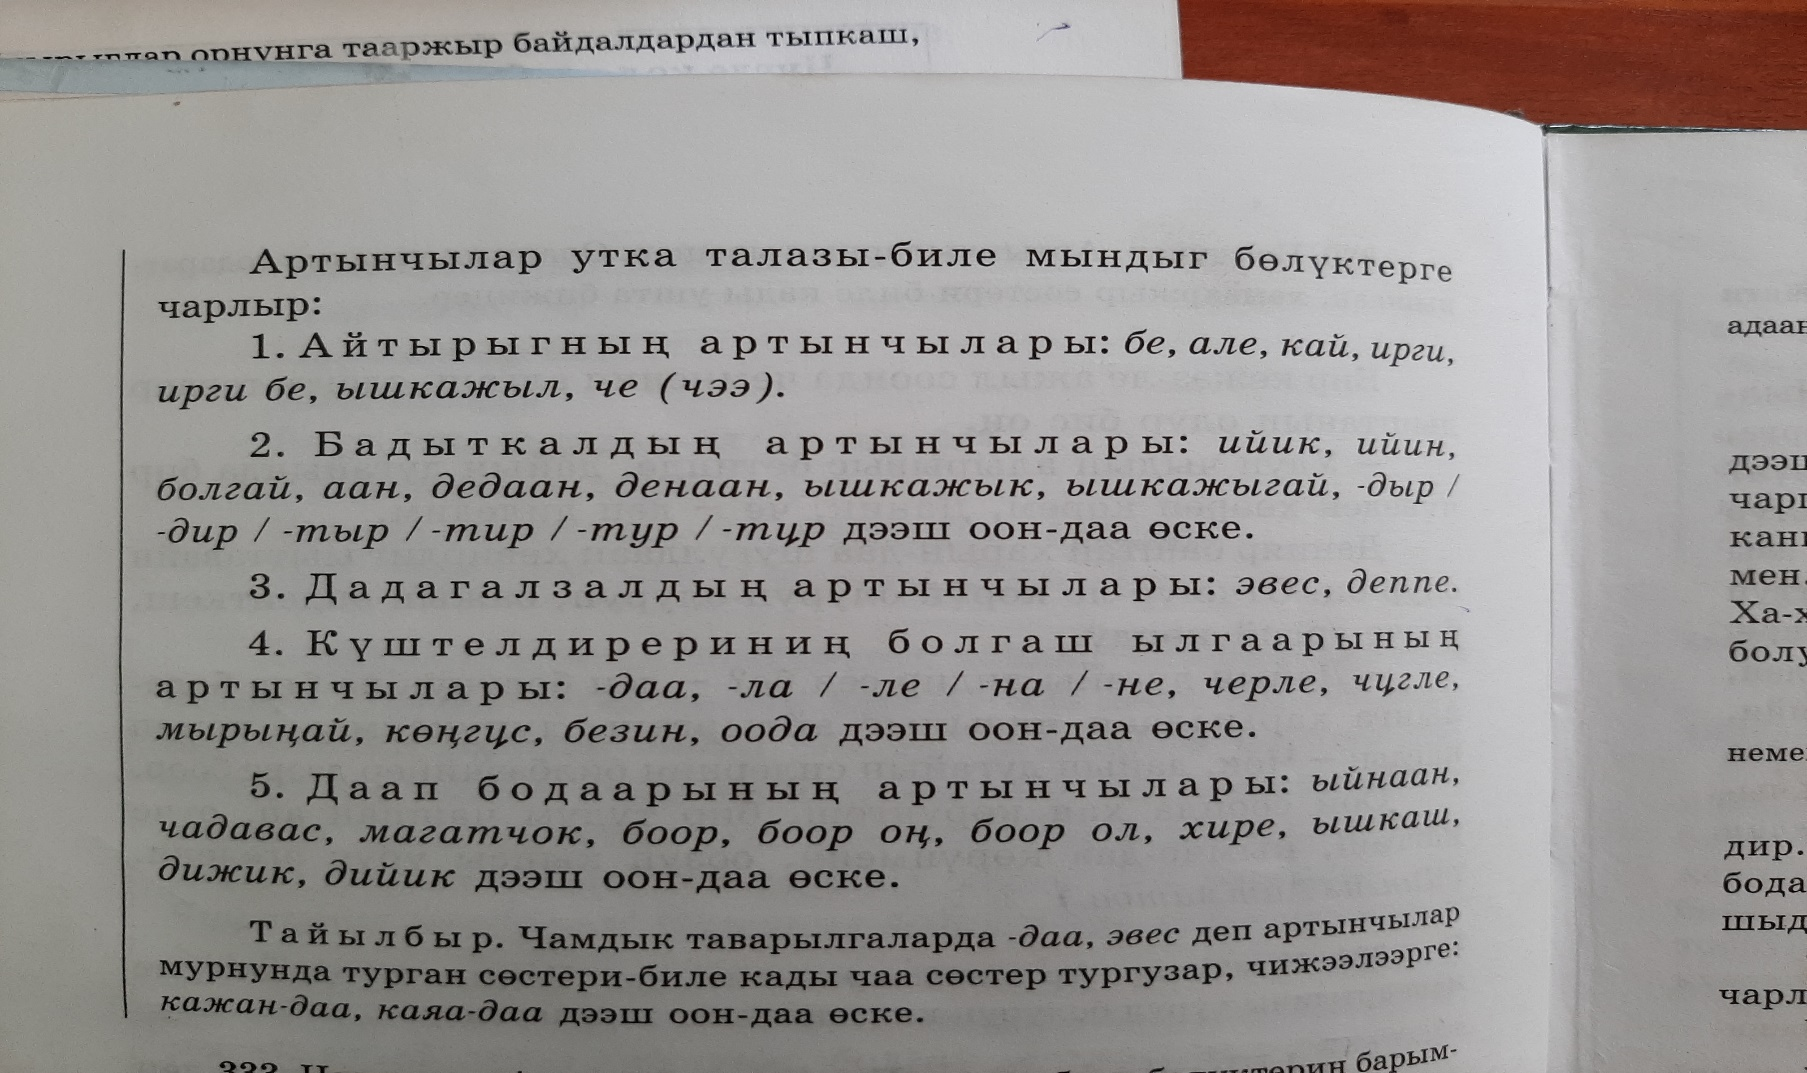 орнунга тааржыр байдалдардан тыпкаш,
Артынчылар утка талазы-биле мындыг бөлүктерге
чарлыр:
1. Айтырыгның артынчылары: бе, але, кай, ирги,
ирги бе, ышкажыл, че (чээ).
2. Бадыткалдың артынчылары: ийик, ийин,
болгай, аан, дедаан, денаан, ышкажык, ышкажыгай, -дыр /
-дир / -тыр / -тир / -тур / -түр дээш оон-даа өске.
3. Дадагалзалдың артынчылары: эвес, деппе.
4. Күштелдирериниң болгаш ылгаарының
артынчылары: -даа, -ла / -ле / -на / -не, черле, чүгле,
мырыңай, көңгүс, безин, оода дээш оон-даа өске.
5. Даап бодаарының артынчылары: ыйнаан,
чадавас, магатчок, боор, боор оң, боор ол, хире, ышкаш,
дижик, дийик дээш оон-даа өске.
Тайылбыр. Чамдык таварылгаларда -даа, эвес деп артынчылар
мурнунда турган сөстери-биле кады чаа сөстер тургузар, чижээлээрге:
кажан-даа, каяа-даа дээш оон-даа өске.
333. барым-
адаан
дээш
чарг
мен.
Ха-х
болу
неме
дир.
бода
шыд
чарл